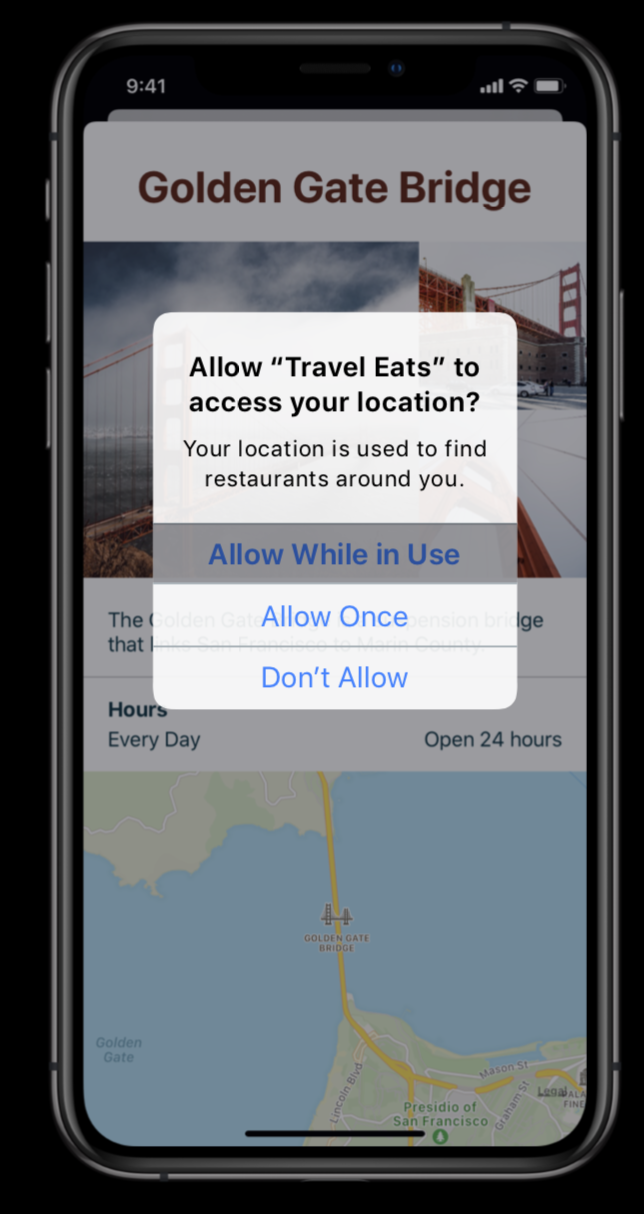 9:41
Golden Gate Bridge
Allow “Travel Eats” to
access your location?
Your location is used to find
restaurants around you.
Allow While in Use
Allow Once
Don’t Allow
The Golden Gate suspension bridge
that links San Francisco to Marin County.
Hours
Every Day
Open 24 hours
GOLDEN GATE
BRIDGE
Golden
Gate
Lincoln Blvd
Presidio of
San Francisco
Mason St
Graham St
Legal